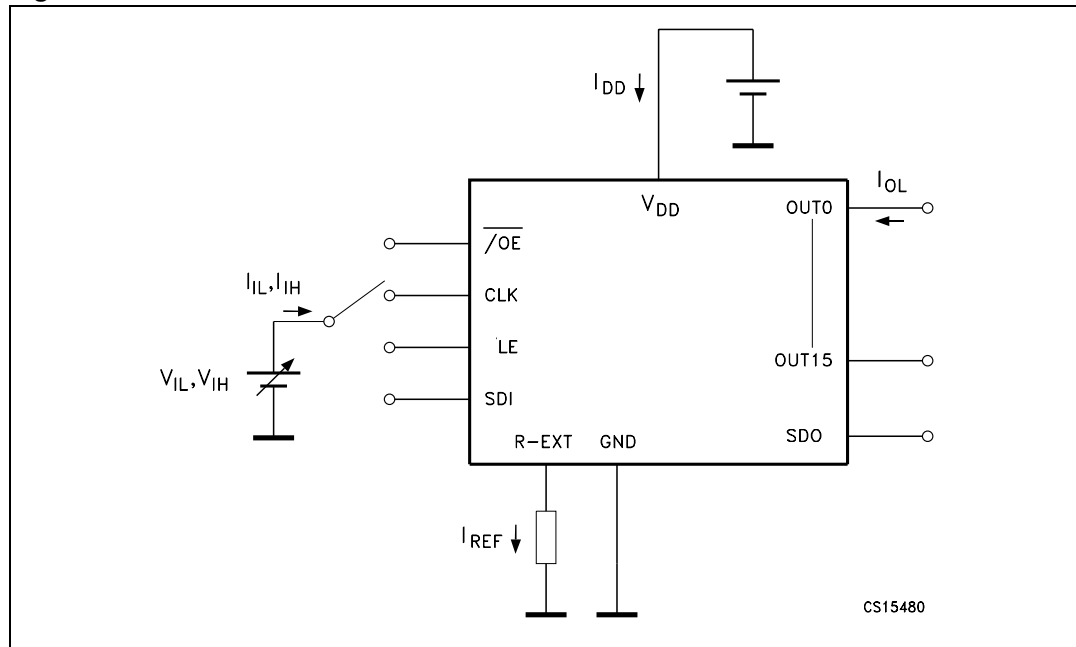 I_DD
V_DD
I_OL
OUT0
/OE
I_IL,I_IH
CLK
LE
OUT15
V_IL,V_IH
SDI
SDO
R-EXT
GND
I_REF
CS15480